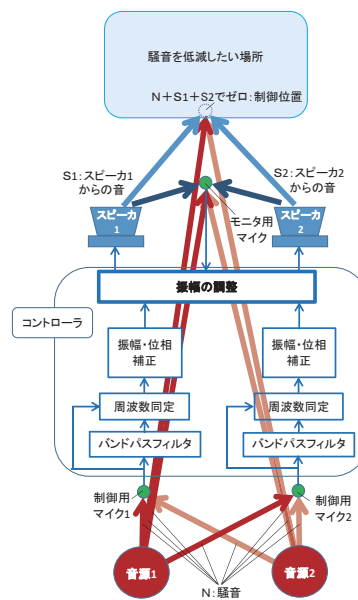 騒音を低減したい場所
N+S1+S2でゼロ:制御位置
S1:スピーカ1
からの音
S2:スピーカ2
からの音
スピーカ
1
スピーカ
2
モニタ用
マイク
振幅の調整
コントローラ
振幅・位相
補正
振幅・位相
補正
周波数同定
周波数同定
バンドパスフィルタ
バンドパスフィルタ
制御用
マイク1
制御用
マイク2
音源1
音源2
N:騒音